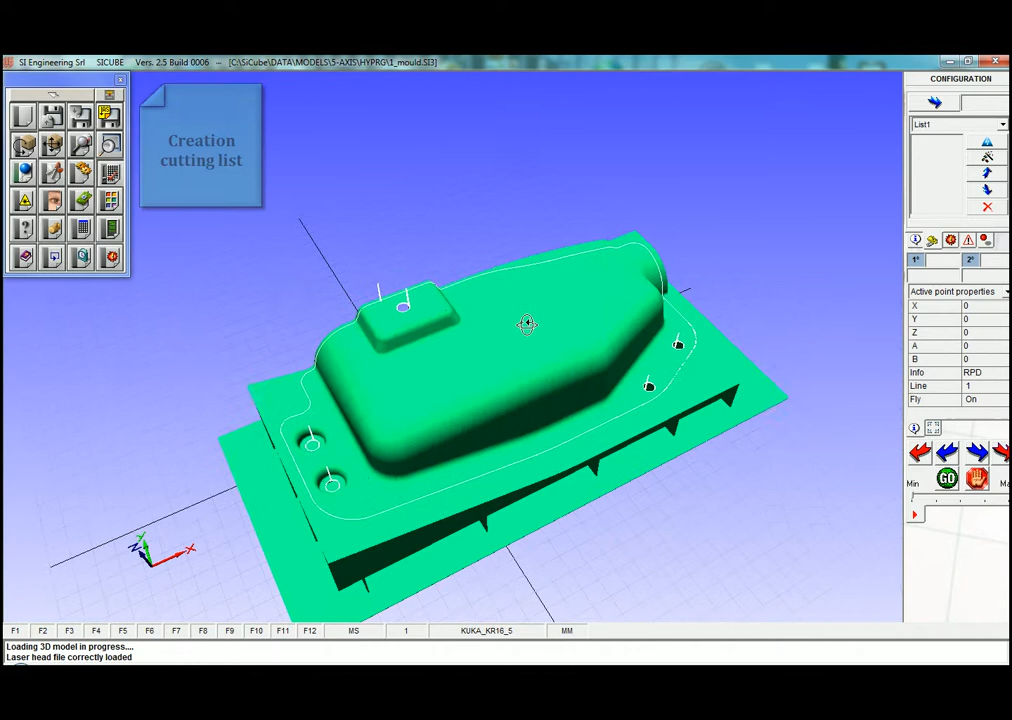 SI Engineering Srl SICUBE Vers. 2.5 Build 0006 -- [C:\SiCube\DATA\MODELS\5-AXIS\HYPRG\1_mould.SI3]
CONFIGURATION
Creation
cutting list
List1
1°
2°
Active point properties
X 0
Y 0
Z 0
A 0
B 0
Info RPD
Line 1
Fly On
GO
Min Ma
X
Y
Z
F1 F2 F3 F4 F5 F6 F7 F8 F9 F10 F11 F12 MS 1 KUKA_KR16_5 MM
Loading 3D model in progress....
Laser head file correctly loaded